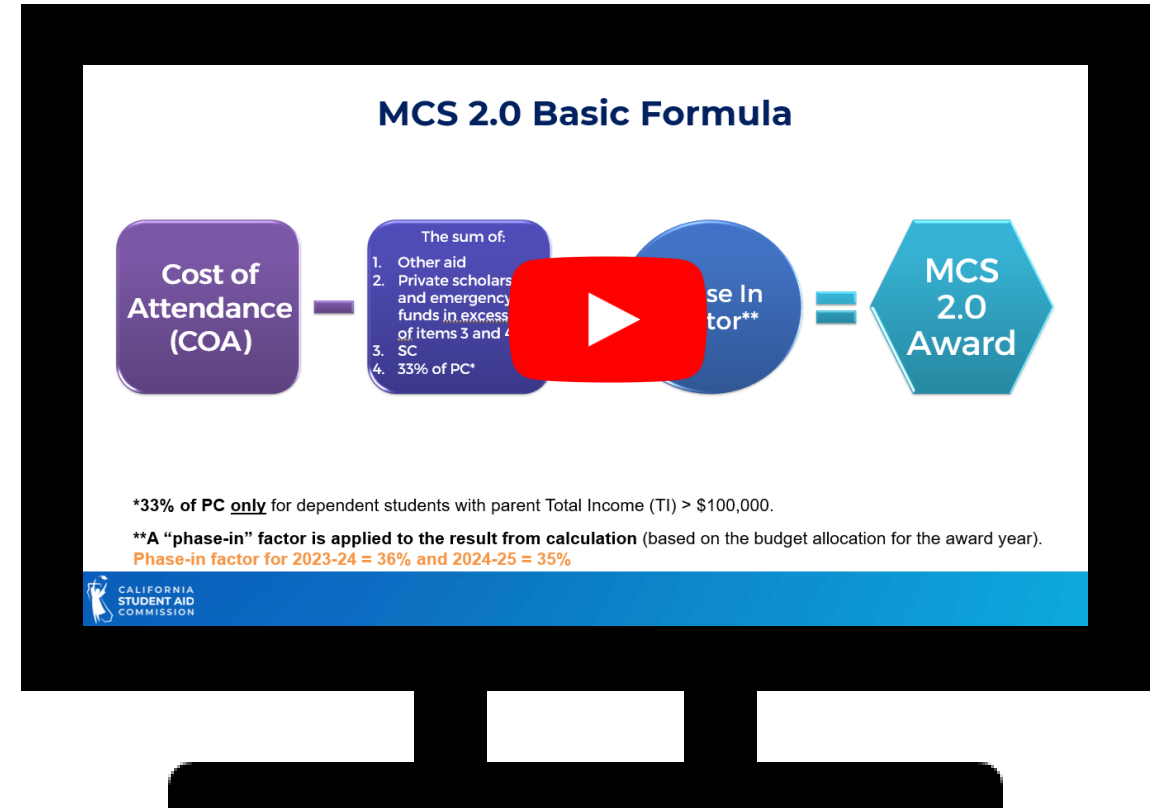 MCS 2.0 Basic Formula
Cost of
Attendance
(COA)
The sum of:
1. Other aid
2. Private scholars
and emergency
funds in excess
of items 3 and
3. SC
4. 33% of PC*
se In
tor**
MCS
2.0
Award
*33% of PC only for dependent students with parent Total Income (TI) > $100,000.
**A “phase-in” factor is applied to the result from calculation (based on the budget allocation for the award year).
Phase-in factor for 2023-24 = 36% and 2024-25 = 35%
CALIFORNIA
STUDENT AID
COMMISSION